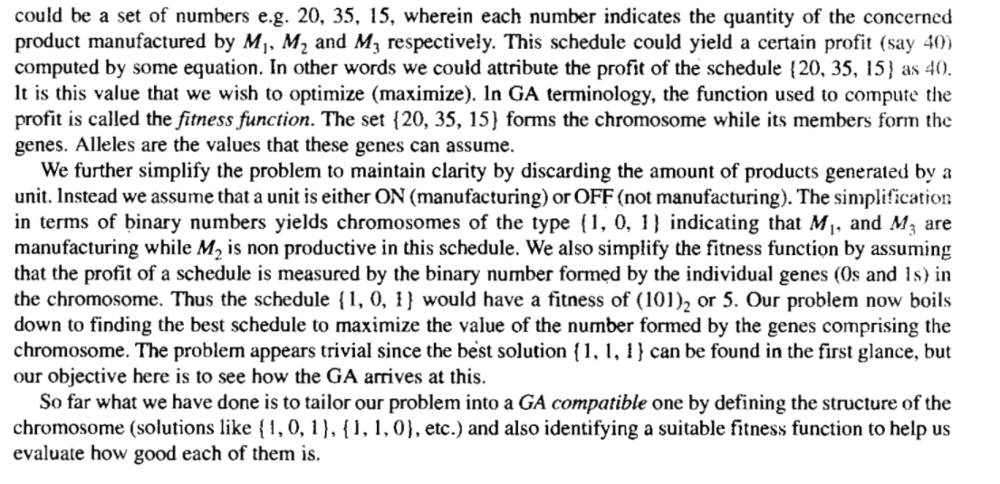 could be a set of numbers e.g. 20, 35, 15, wherein each number indicates the quantity of the concerned
product manufactured by M₁, M₂ and M₃ respectively. This schedule could yield a certain profit (say 40)
computed by some equation. In other words we could attribute the profit of the schedule {20, 35, 15} as 40.
It is this value that we wish to optimize (maximize). In GA terminology, the function used to compute the
profit is called the fitness function. The set {20, 35, 15} forms the chromosome while its members form the
genes. Alleles are the values that these genes can assume.
We further simplify the problem to maintain clarity by discarding the amount of products generated by a
unit. Instead we assume that a unit is either ON (manufacturing) or OFF (not manufacturing). The simplification
in terms of binary numbers yields chromosomes of the type {1, 0, 1} indicating that M₁, and M₃ are
manufacturing while M₂ is non productive in this schedule. We also simplify the fitness function by assuming
that the profit of a schedule is measured by the binary number formed by the individual genes (0s and 1s) in
the chromosome. Thus the schedule {1, 0, 1} would have a fitness of (101)₂ or 5. Our problem now boils
down to finding the best schedule to maximize the value of the number formed by the genes comprising the
chromosome. The problem appears trivial since the best solution {1, 1, 1} can be found in the first glance, but
our objective here is to see how the GA arrives at this.
So far what we have done is to tailor our problem into a GA compatible one by defining the structure of the
chromosome (solutions like {1, 0, 1}, {1, 1, 0}, etc.) and also identifying a suitable fitness function to help us
evaluate how good each of them is.